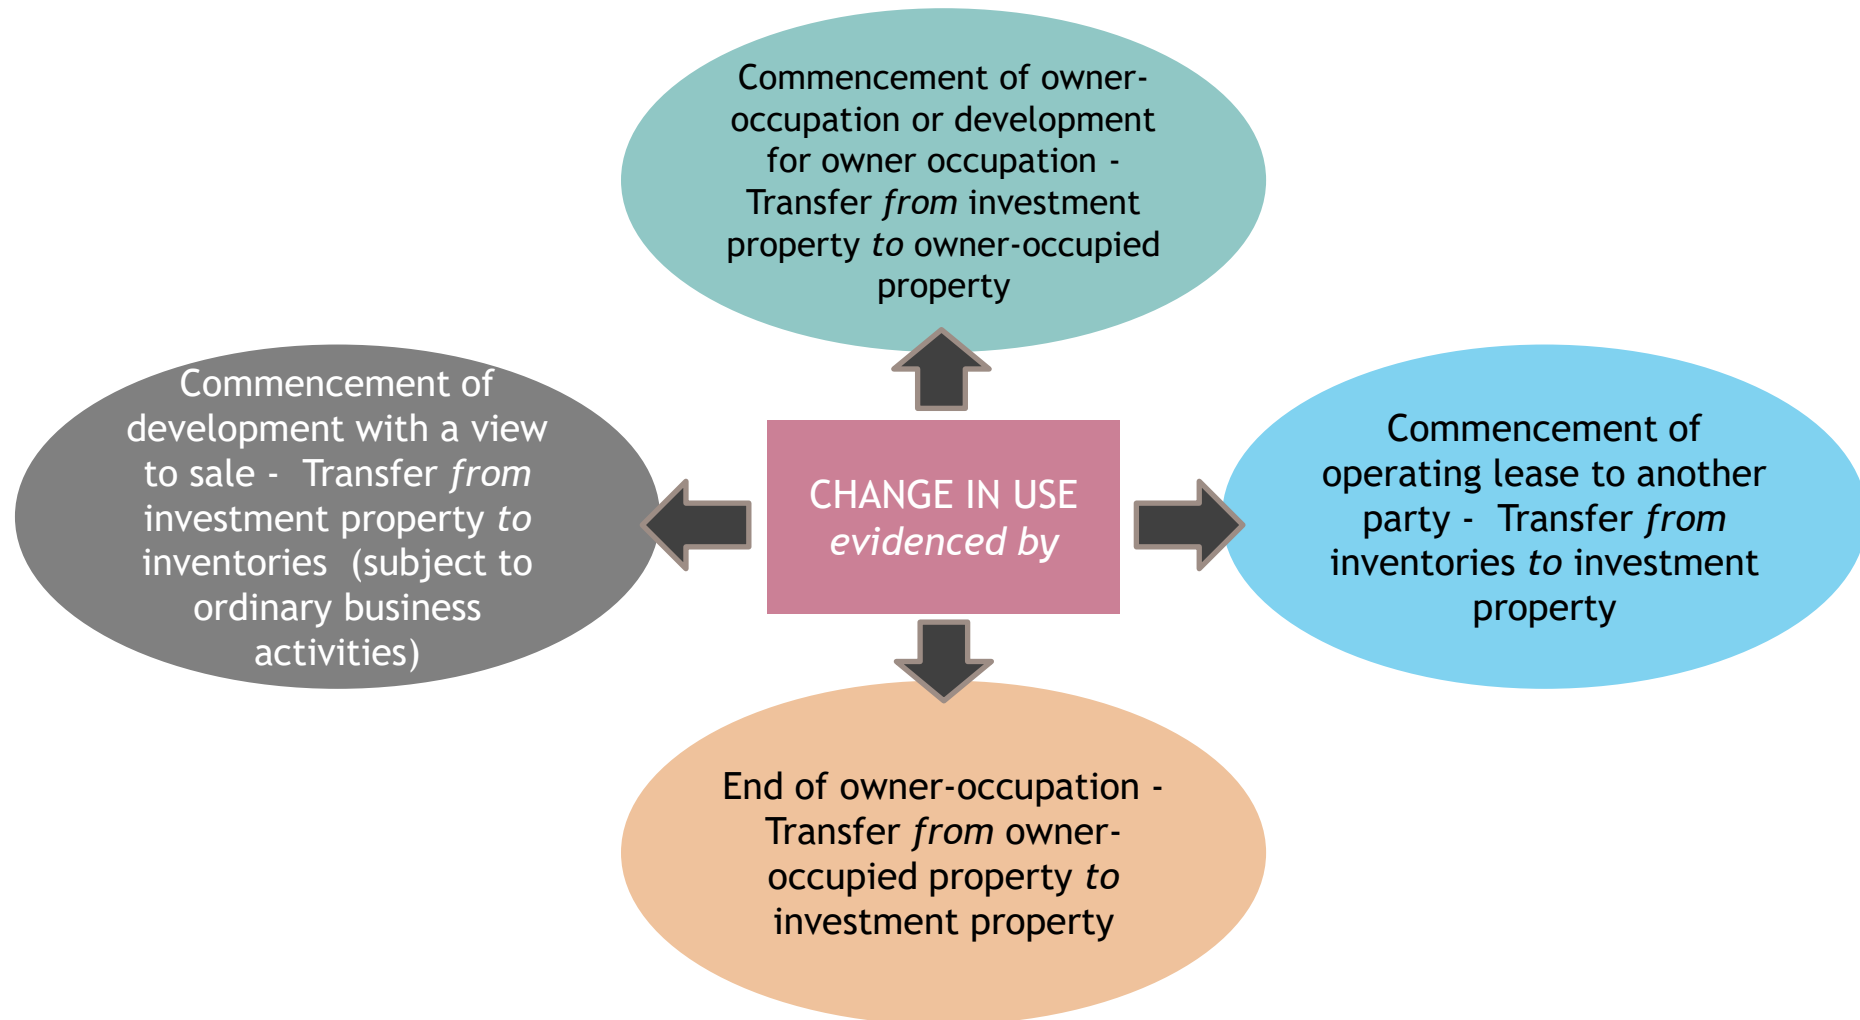 Commencement of owner-
occupation or development
for owner occupation -
Transfer from investment
property to owner-occupied
property
Commencement of
development with a view
to sale -  Transfer from
investment property to
inventories  (subject to
ordinary business
activities)
CHANGE IN USE
evidenced by
Commencement of
operating lease to another
party -  Transfer from
inventories to investment
property
End of owner-occupation -
Transfer from owner-
occupied property to
investment property